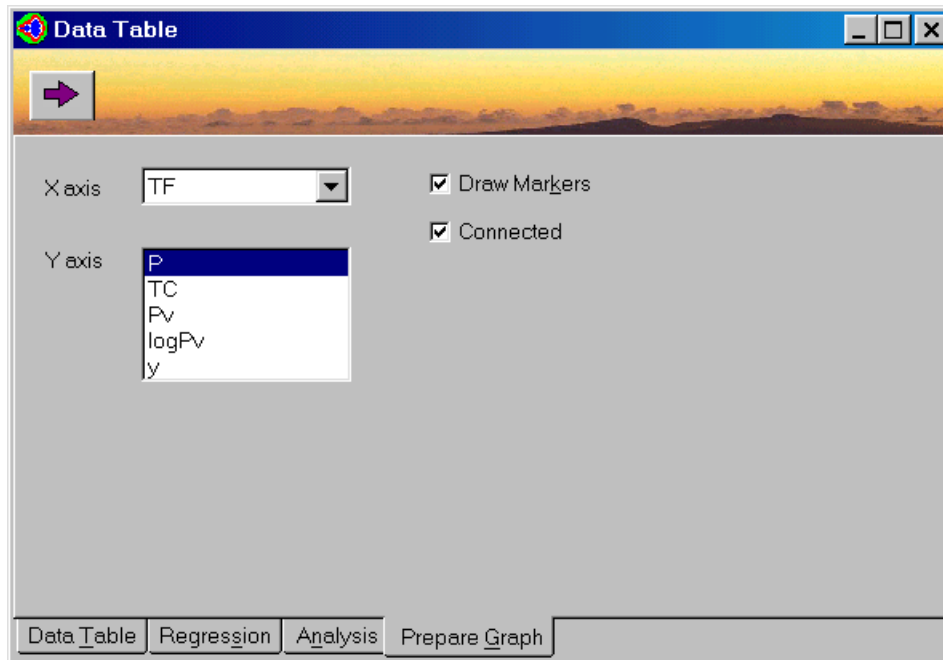 Data Table
X axis TF
Draw Markers
Connected
Y axis P
TC
Pv
logPv
y
Data Table Regression Analysis Prepare Graph